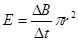 E = ΔB/Δt πr²